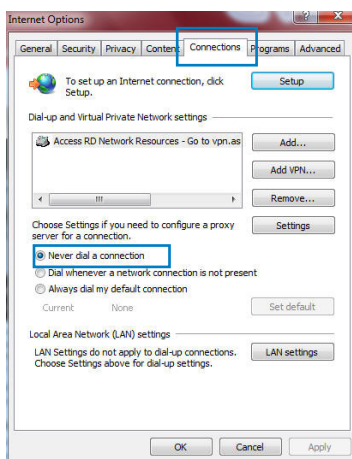 Internet Options
General Security Privacy Content Connections Programs Advanced
To set up an Internet connection, click Setup.
Setup
Dial-up and Virtual Private Network settings
Access RD Network Resources - Go to vpn.as
Add...
Add VPN...
Remove...
Choose Settings if you need to configure a proxy
server for a connection.
Settings
Never dial a connection
Dial whenever a network connection is not present
Always dial my default connection
Current None
Set default
Local Area Network (LAN) settings
LAN Settings do not apply to dial-up connections.
Choose Settings above for dial-up settings.
LAN settings
OK Cancel Apply